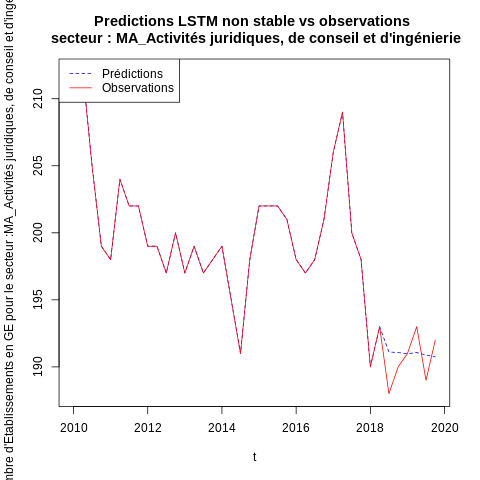 Predictions LSTM non stable vs observations
secteur : MA_Activités juridiques, de conseil et d'ingénierie
mbre d'Etablissements en GE pour le secteur :MA_Activités juridiques, de conseil et d'ingé
Prédictions
Observations
210
205
200
195
190
2010
2012
2014
2016
2018
2020
t